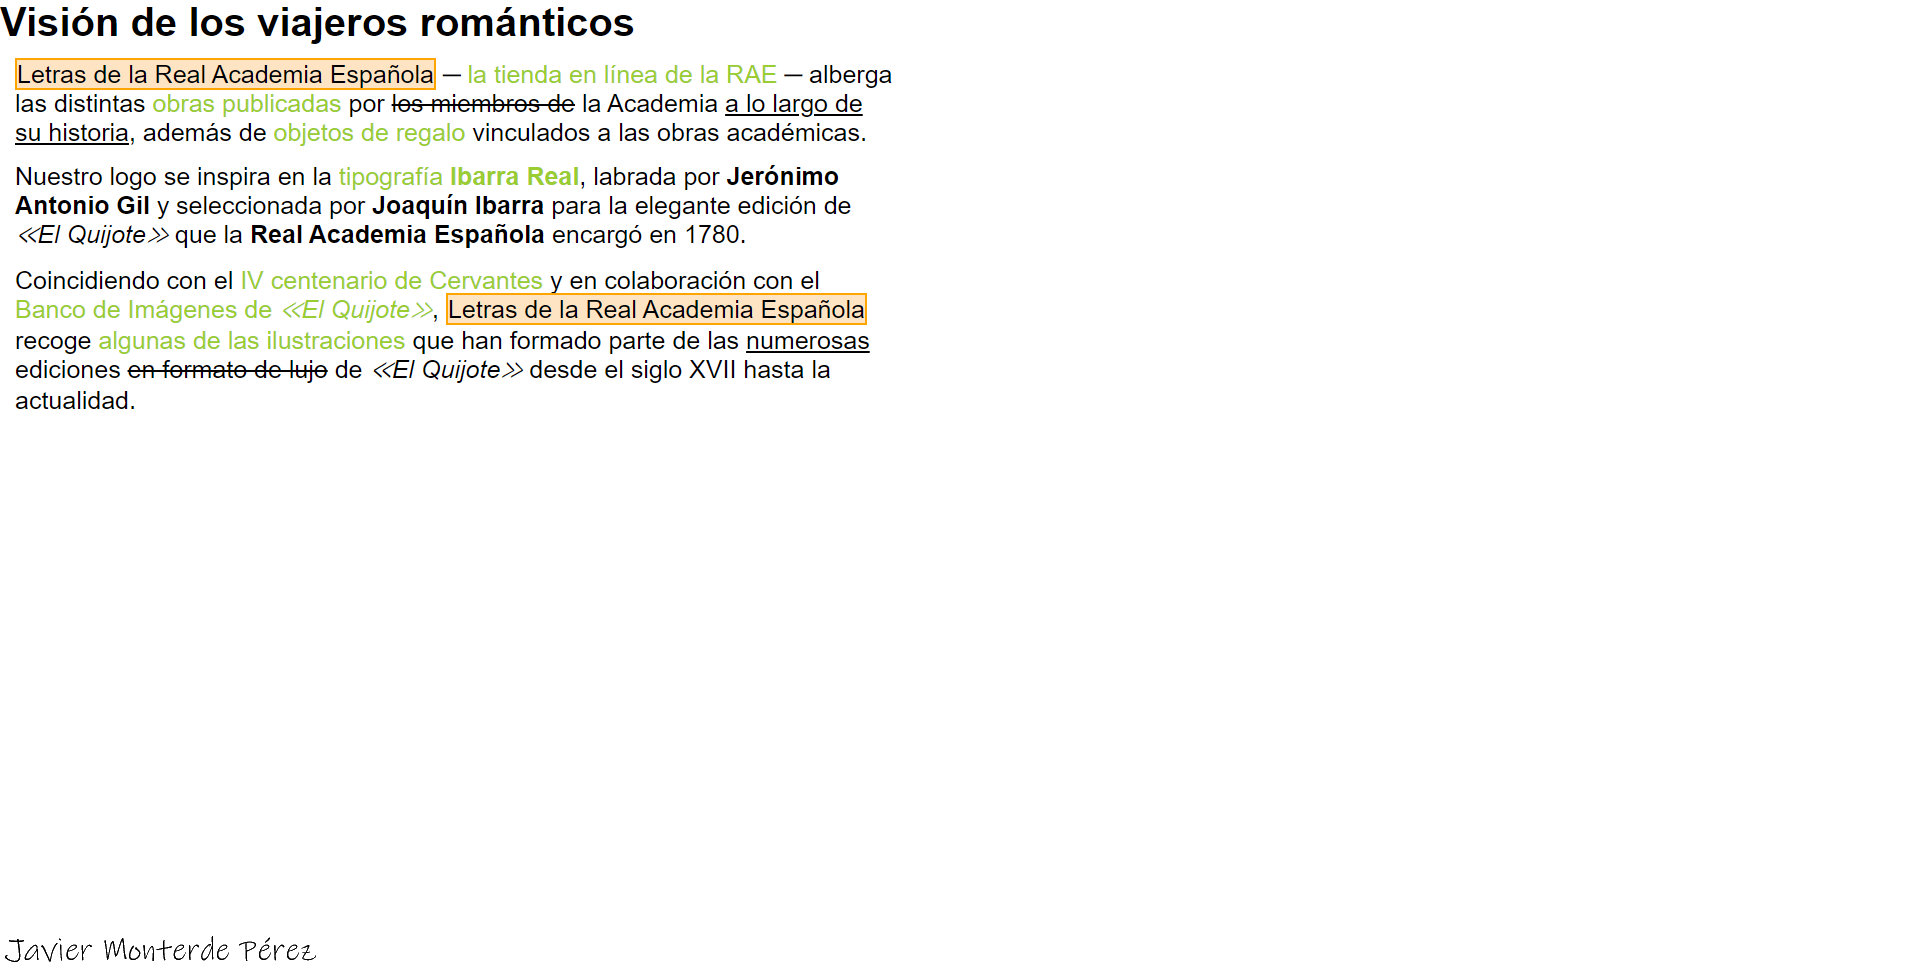 Visión de los viajeros románticos
Letras de la Real Academia Española — la tienda en línea de la RAE — alberga
las distintas obras publicadas por los miembros de la Academia a lo largo de
su historia, además de objetos de regalo vinculados a las obras académicas.
Nuestro logo se inspira en la tipografía Ibarra Real, labrada por Jerónimo
Antonio Gil y seleccionada por Joaquín Ibarra para la elegante edición de
≪El Quijote≫ que la Real Academia Española encargó en 1780.
Coincidiendo con el IV centenario de Cervantes y en colaboración con el
Banco de Imágenes de ≪El Quijote≫, Letras de la Real Academia Española
recoge algunas de las ilustraciones que han formado parte de las numerosas
ediciones en formato de lujo de ≪El Quijote≫ desde el siglo XVII hasta la
actualidad.
Javier Monterde Pérez